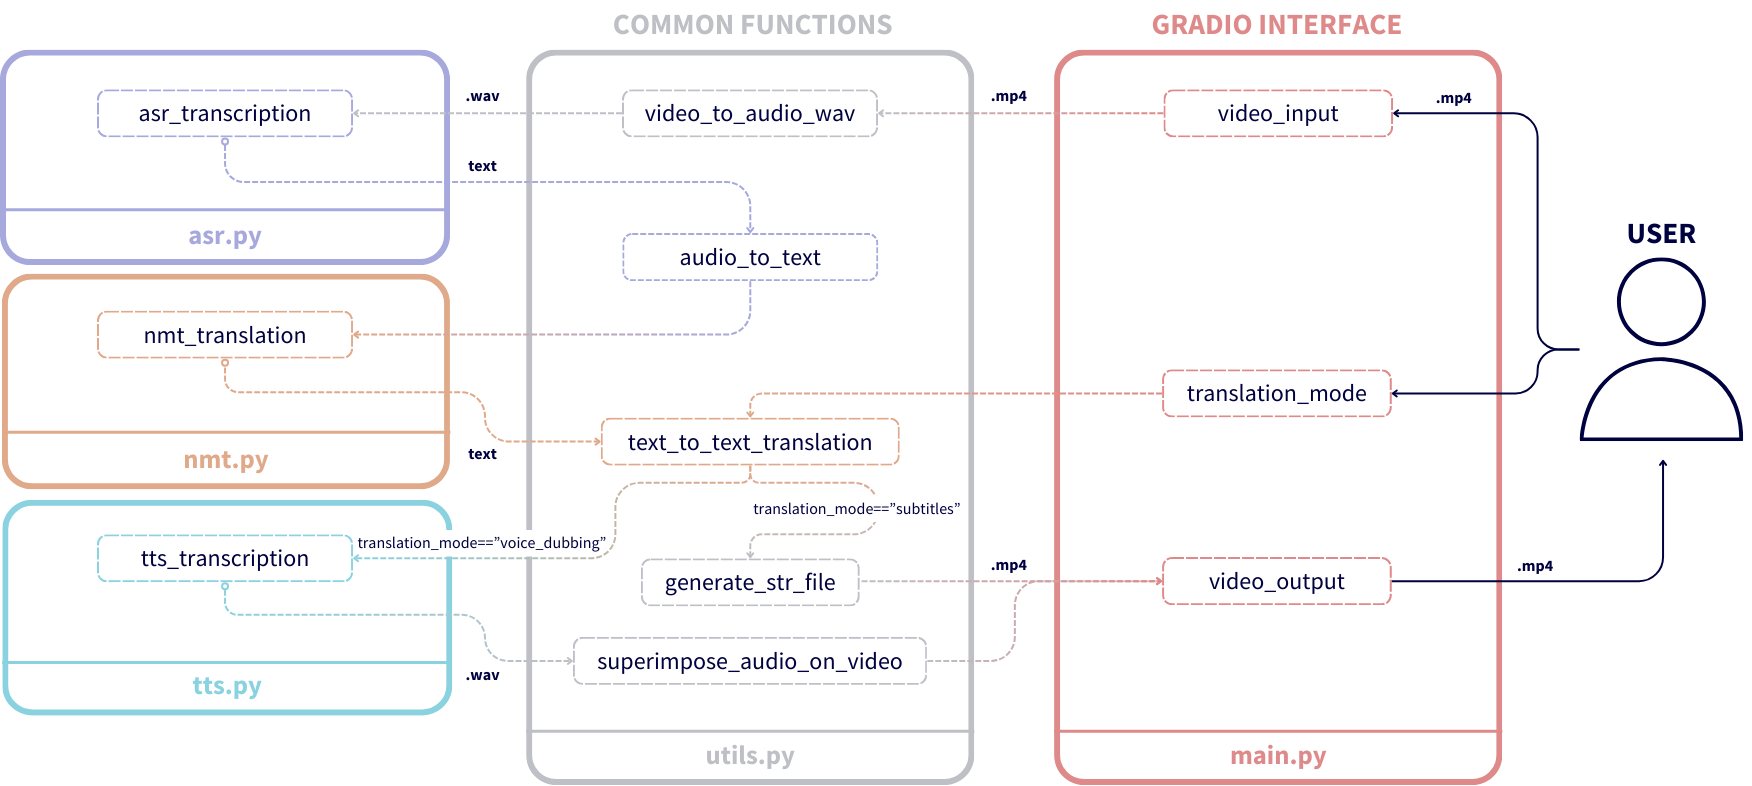 COMMON FUNCTIONS
GRADIO INTERFACE
asr_transcription
.wav
video_to_audio_wav
.mp4
video_input
.mp4
text
asr.py
audio_to_text
USER
nmt_translation
translation_mode
text_to_text_translation
text
nmt.py
translation_mode==”subtitles”
translation_mode==”voice_dubbing”
tts_transcription
generate_str_file
.mp4
video_output
.mp4
superimpose_audio_on_video
.wav
tts.py
utils.py
main.py